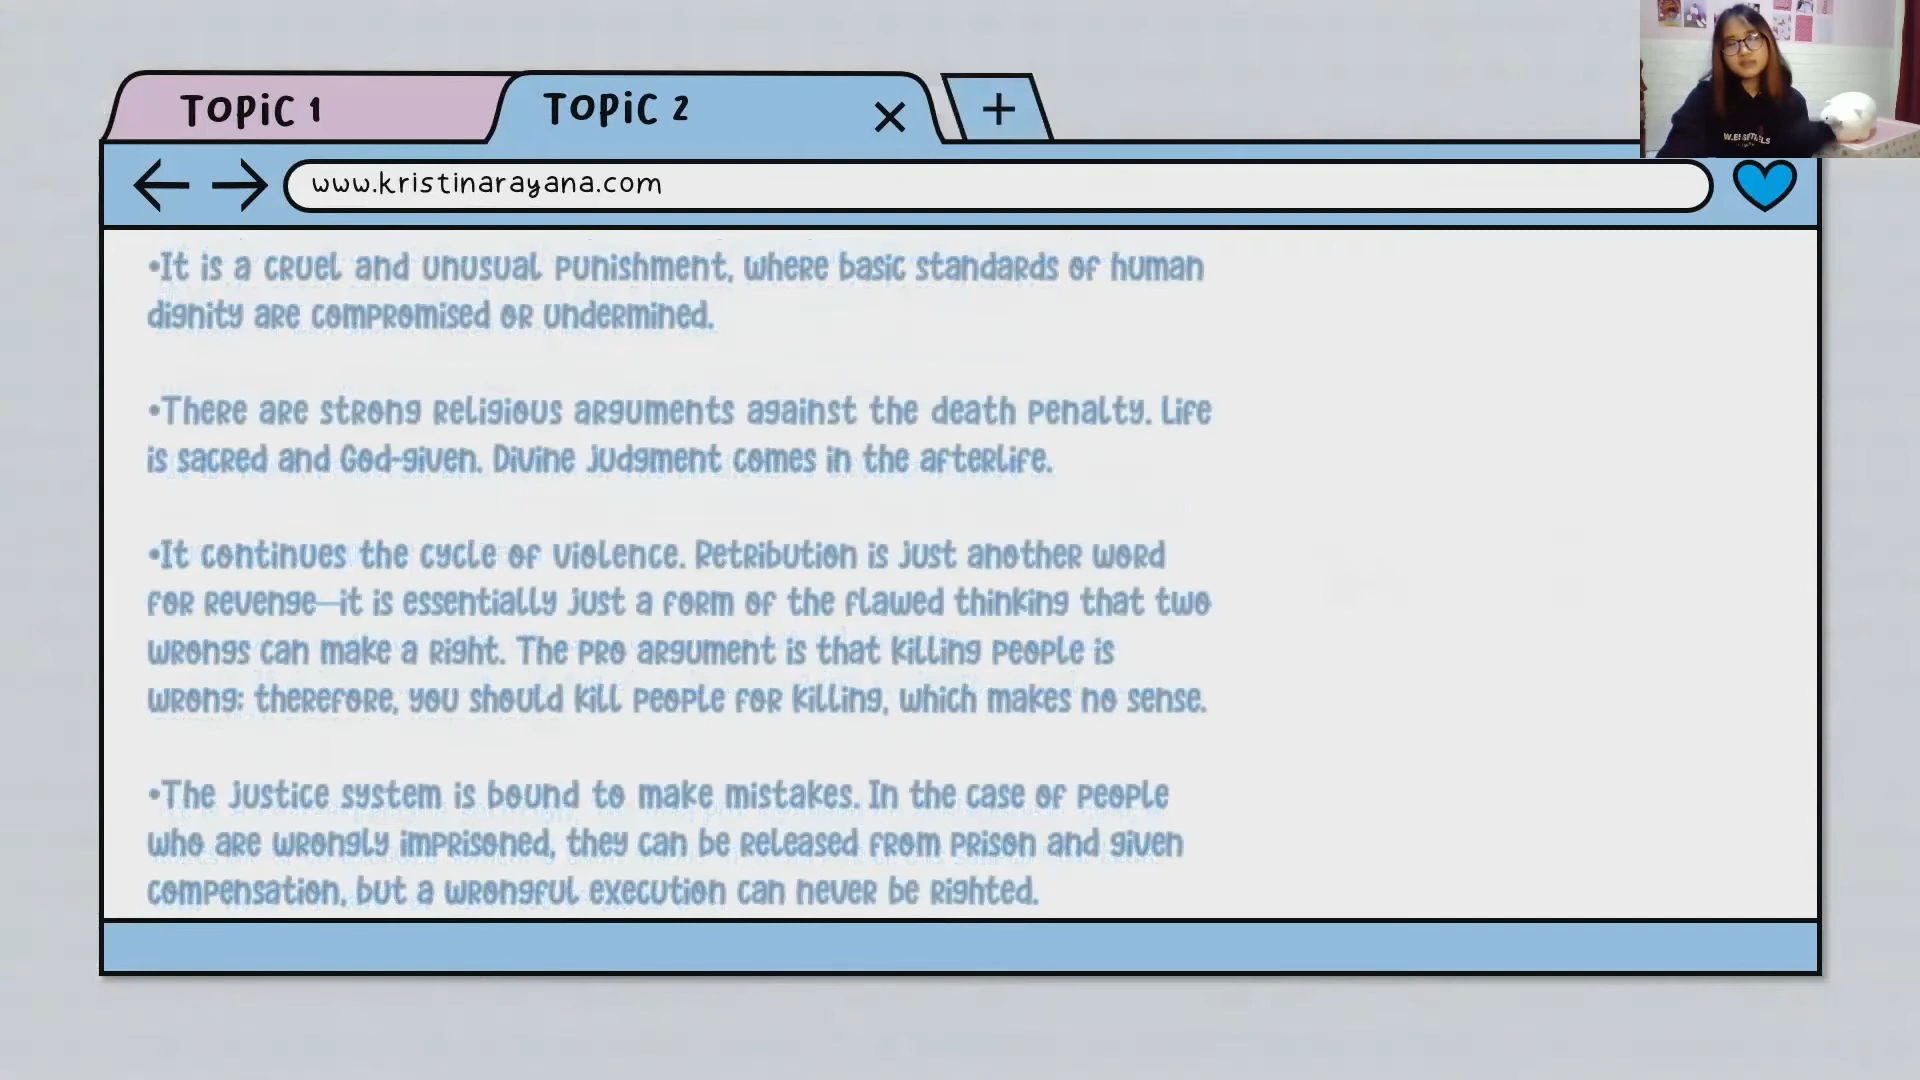 TOPiC 1
TOPiC 2
www.kristinarayana.com
•It is a cruel and unusual punishment, where basic standards of human
dignity are compromised or undermined.
•There are strong religious arguments against the death penalty. Life
is sacred and God-given. Divine judgment comes in the afterlife.
•It continues the cycle of violence. Retribution is just another word
for revenge—it is essentially just a form of the flawed thinking that two
wrongs can make a right. The pro argument is that killing people is
wrong; therefore, you should kill people for killing, which makes no sense.
•The justice system is bound to make mistakes. In the case of people
who are wrongly imprisoned, they can be released from prison and given
compensation, but a wrongful execution can never be righted.